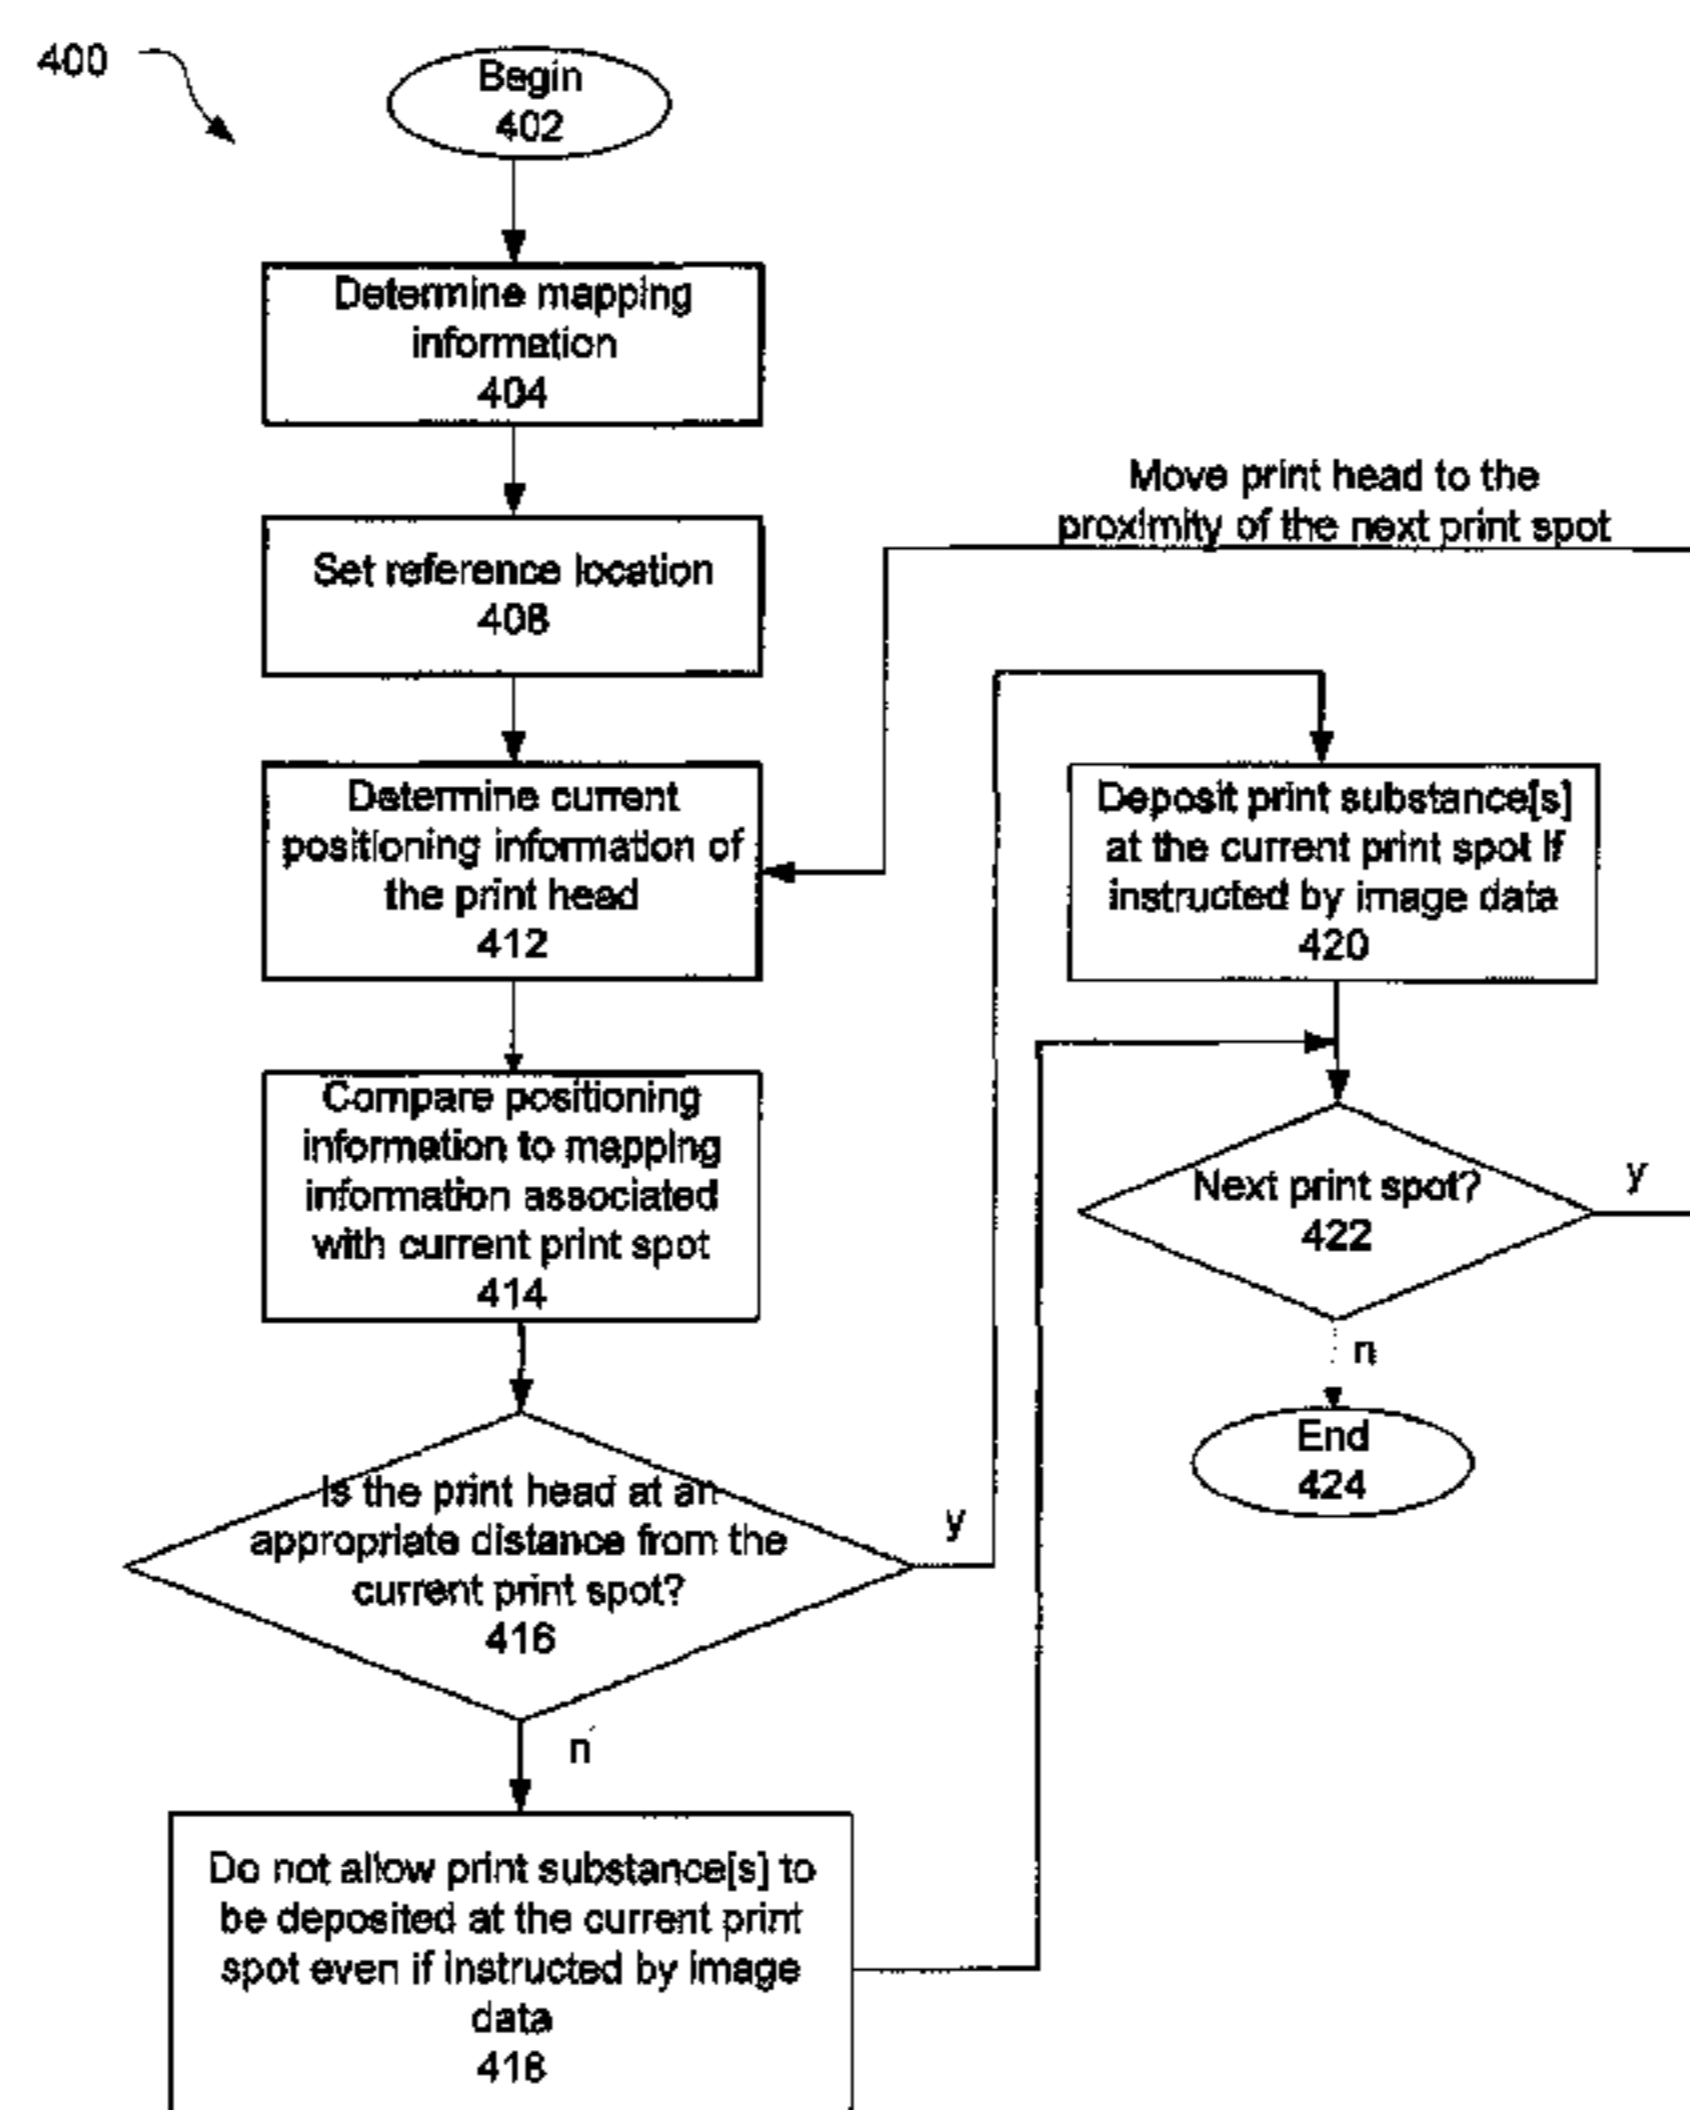 400
Begin
402
Determine mapping
information
404
Set reference location
408
Determine current
positioning information of
the print head
412
Compare positioning
information to mapping
information associated
with current print spot
414
Is the print head at an
appropriate distance from the
current print spot?
416
y
n
Do not allow print substance[s] to
be deposited at the current print
spot even if instructed by image
data
418
Move print head to the
proximity of the next print spot
Deposit print substance[s]
at the current print spot if
instructed by image data
420
Next print spot?
422
y
n
End
424